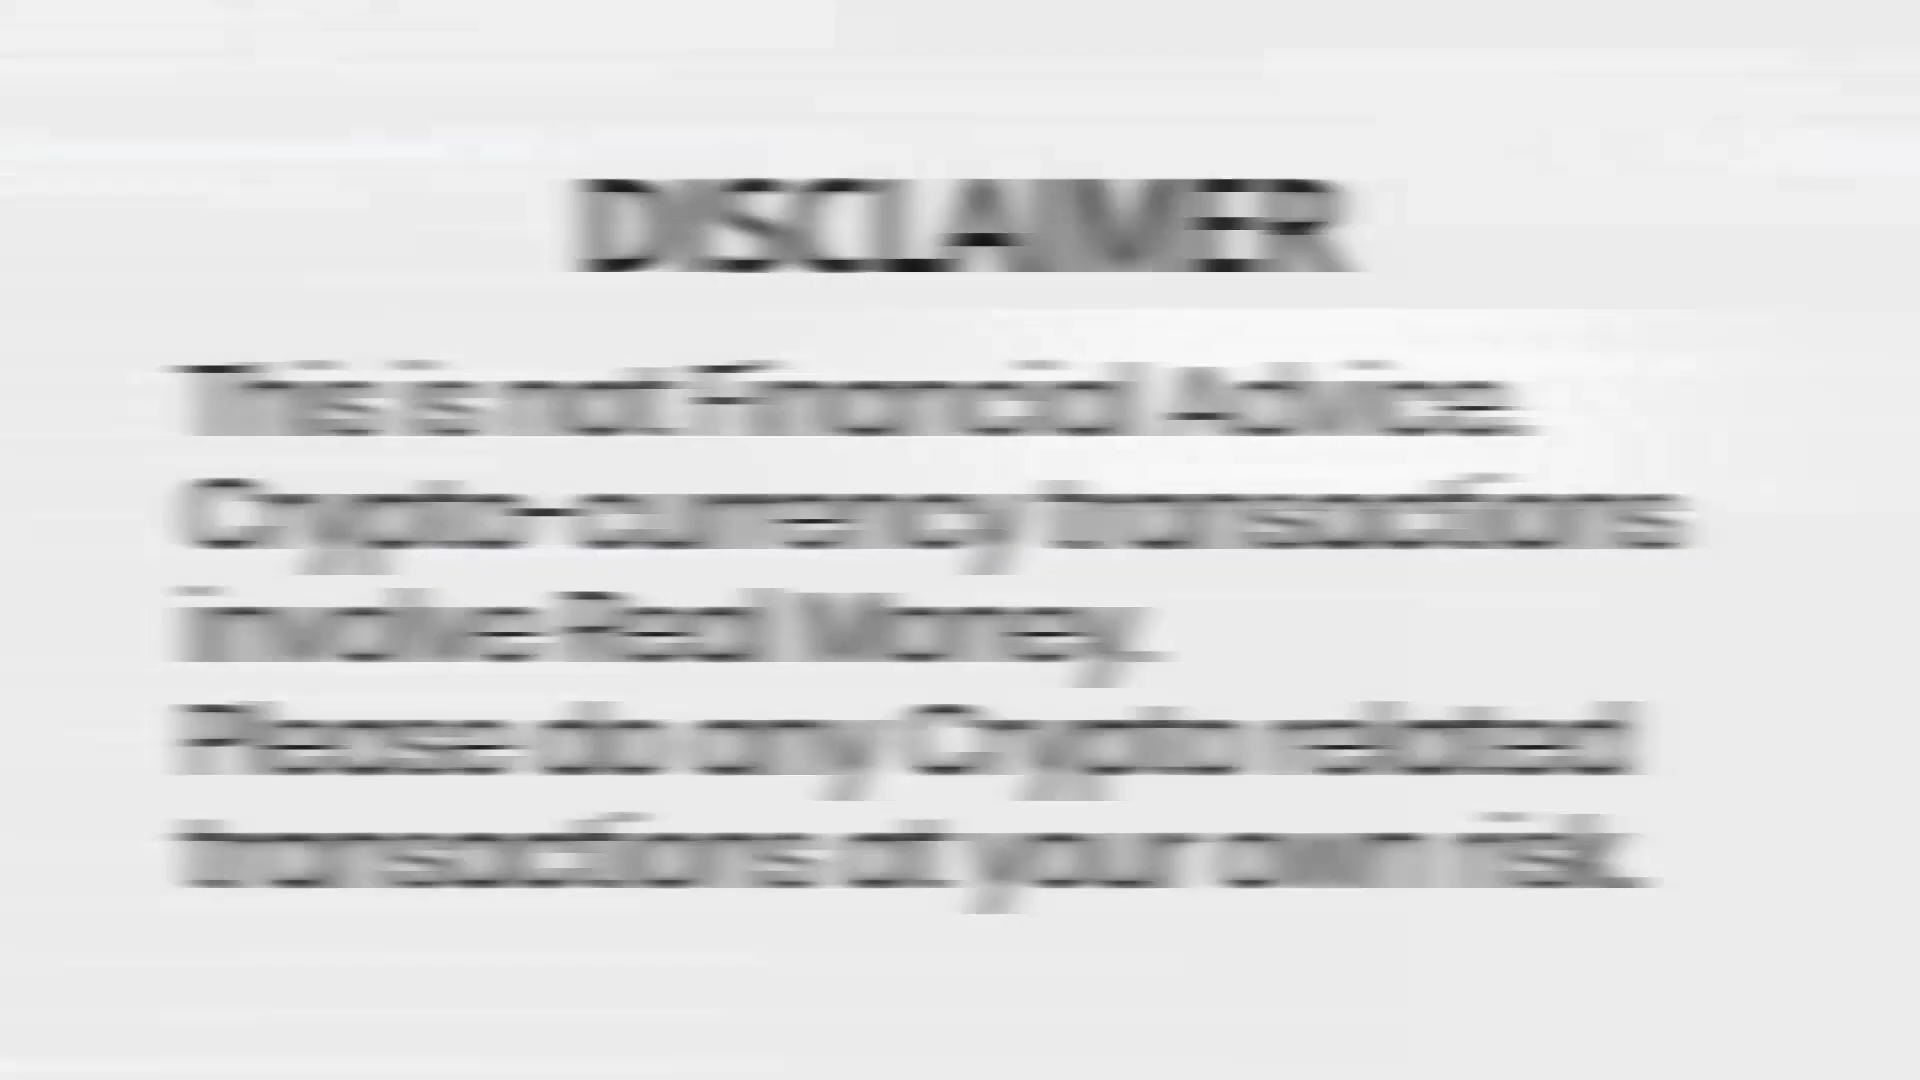 DISCLAIMER
This is not Financial Advice.
Crypto-currency transactions
involve Real Money.
Please do any Crypto related
transactions at your own risk.